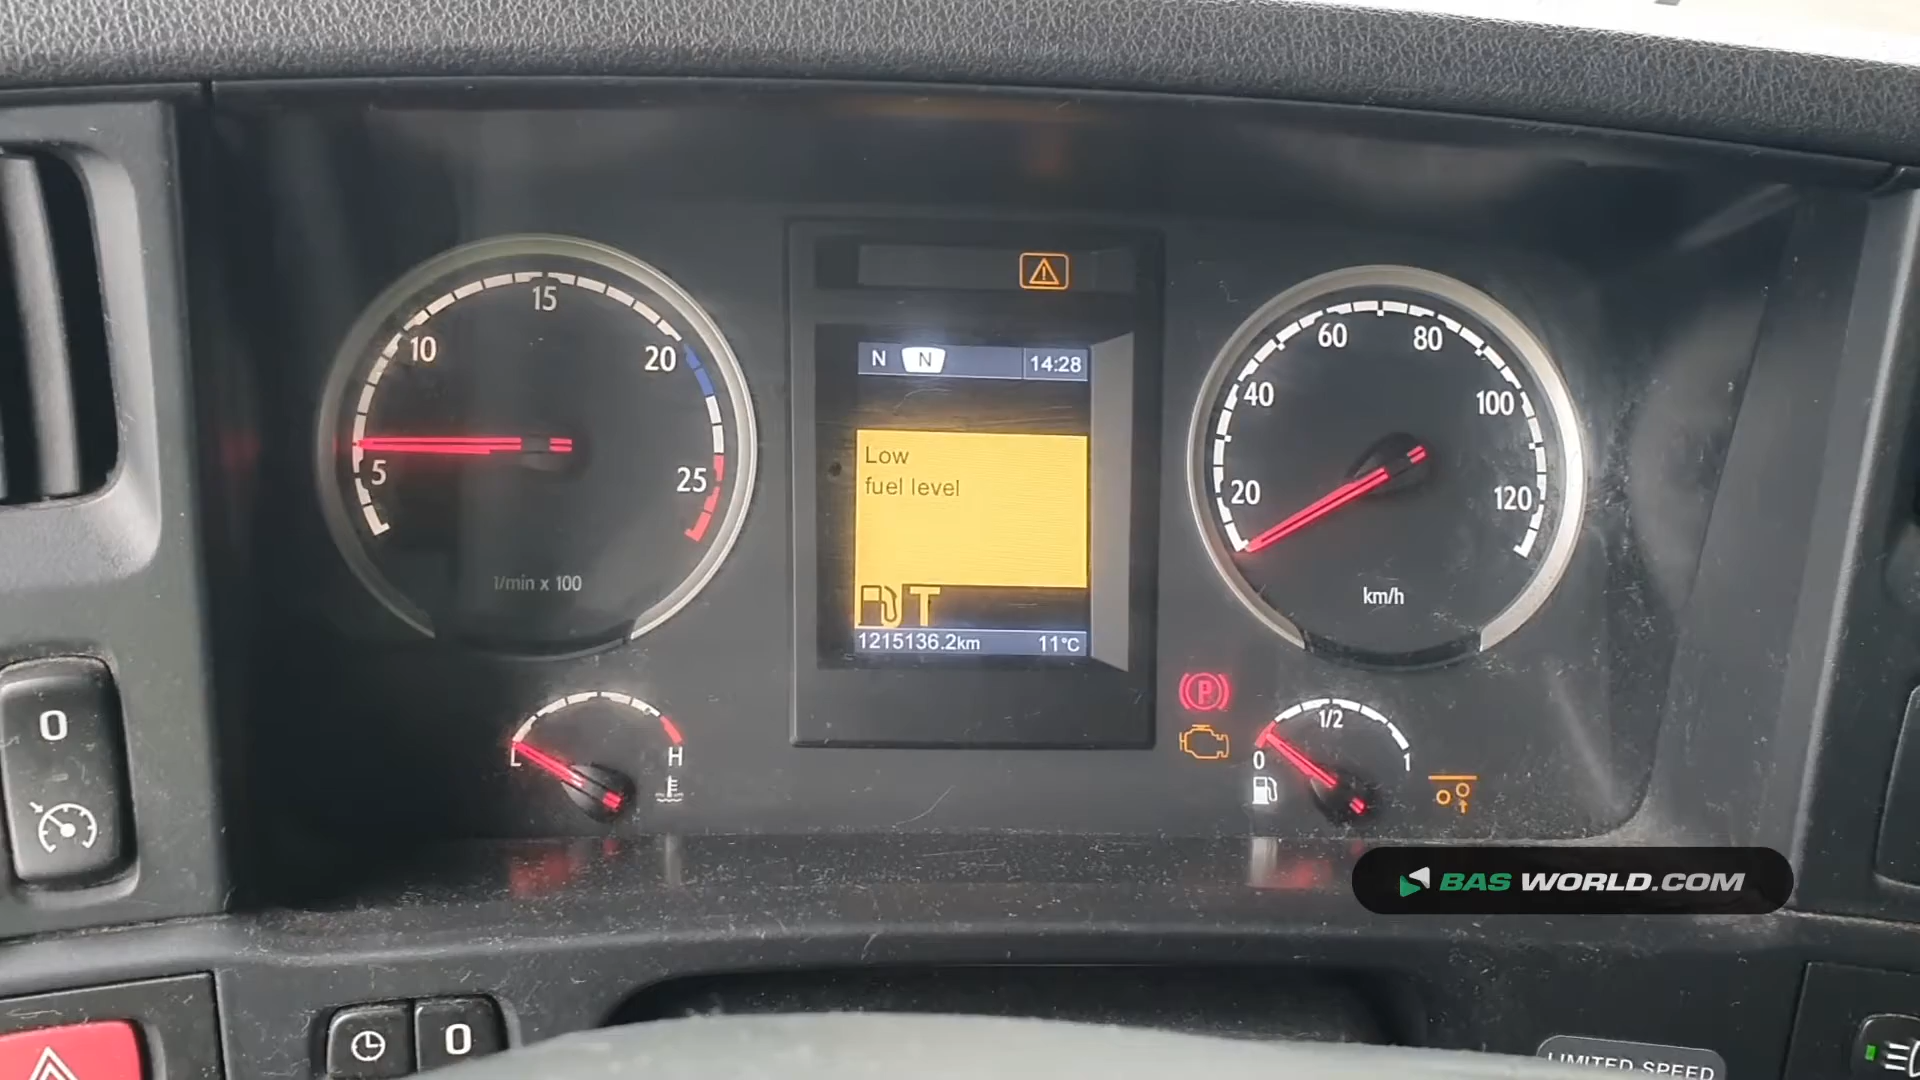 15
10
20
5
25
1/min x 100
N N 14:28
Low
fuel level
T
1215136.2km 11°C
60 80
40
100
20
120
km/h
L
H
P
1/2
0
1
0
BAS WORLD.COM
0
LIMITED SPEED